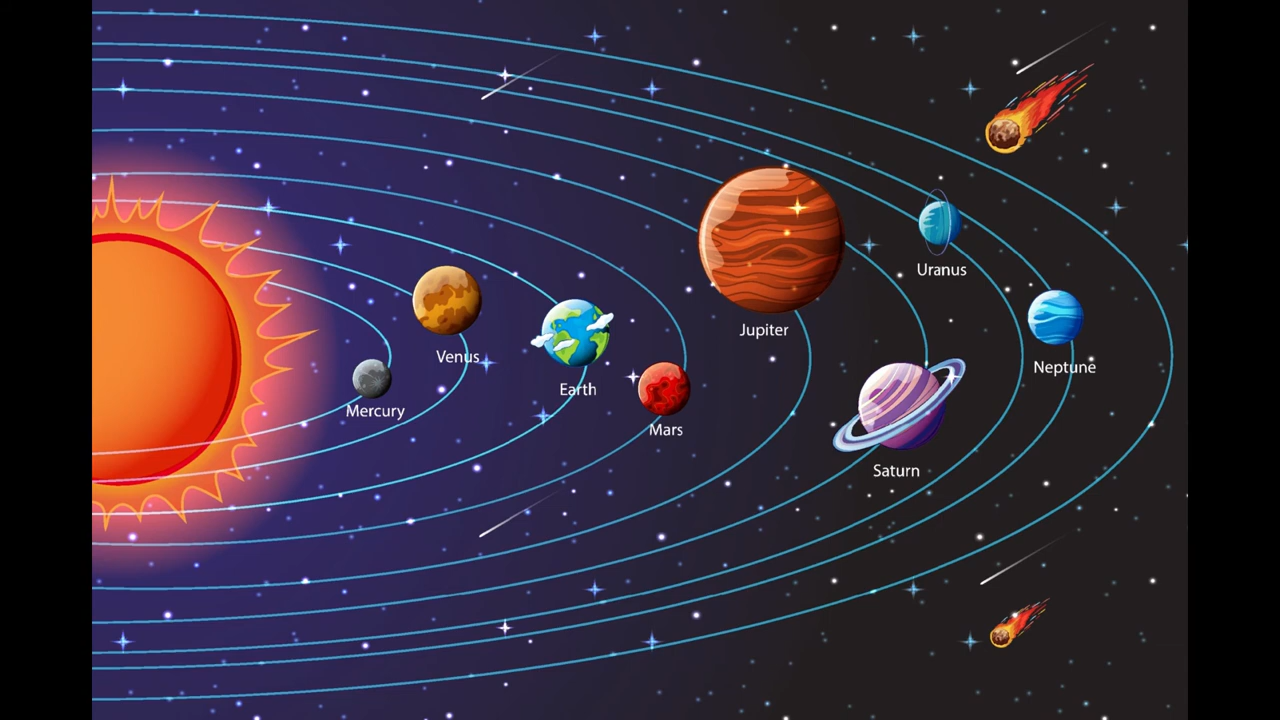 Mercury
Venus
Earth
Mars
Jupiter
Saturn
Uranus
Neptune